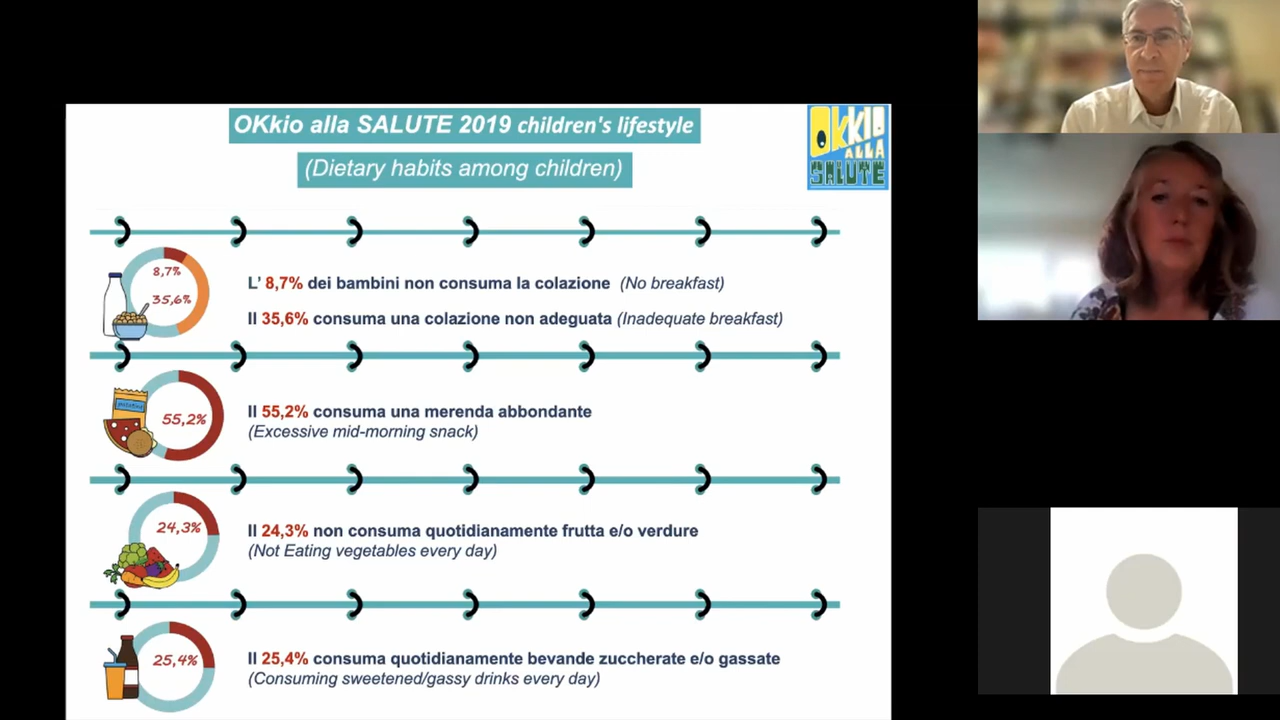 OKkio alla SALUTE 2019 children's lifestyle
(Dietary habits among children)
OKKIO
ALLA
SALUTE
8,7%
35,6%
L' 8,7% dei bambini non consuma la colazione (No breakfast)
Il 35,6% consuma una colazione non adeguata (Inadequate breakfast)
55,2%
Il 55,2% consuma una merenda abbondante
(Excessive mid-morning snack)
24,3%
Il 24,3% non consuma quotidianamente frutta e/o verdure
(Not Eating vegetables every day)
25,4%
Il 25,4% consuma quotidianamente bevande zuccherate e/o gassate
(Consuming sweetened/gassy drinks every day)